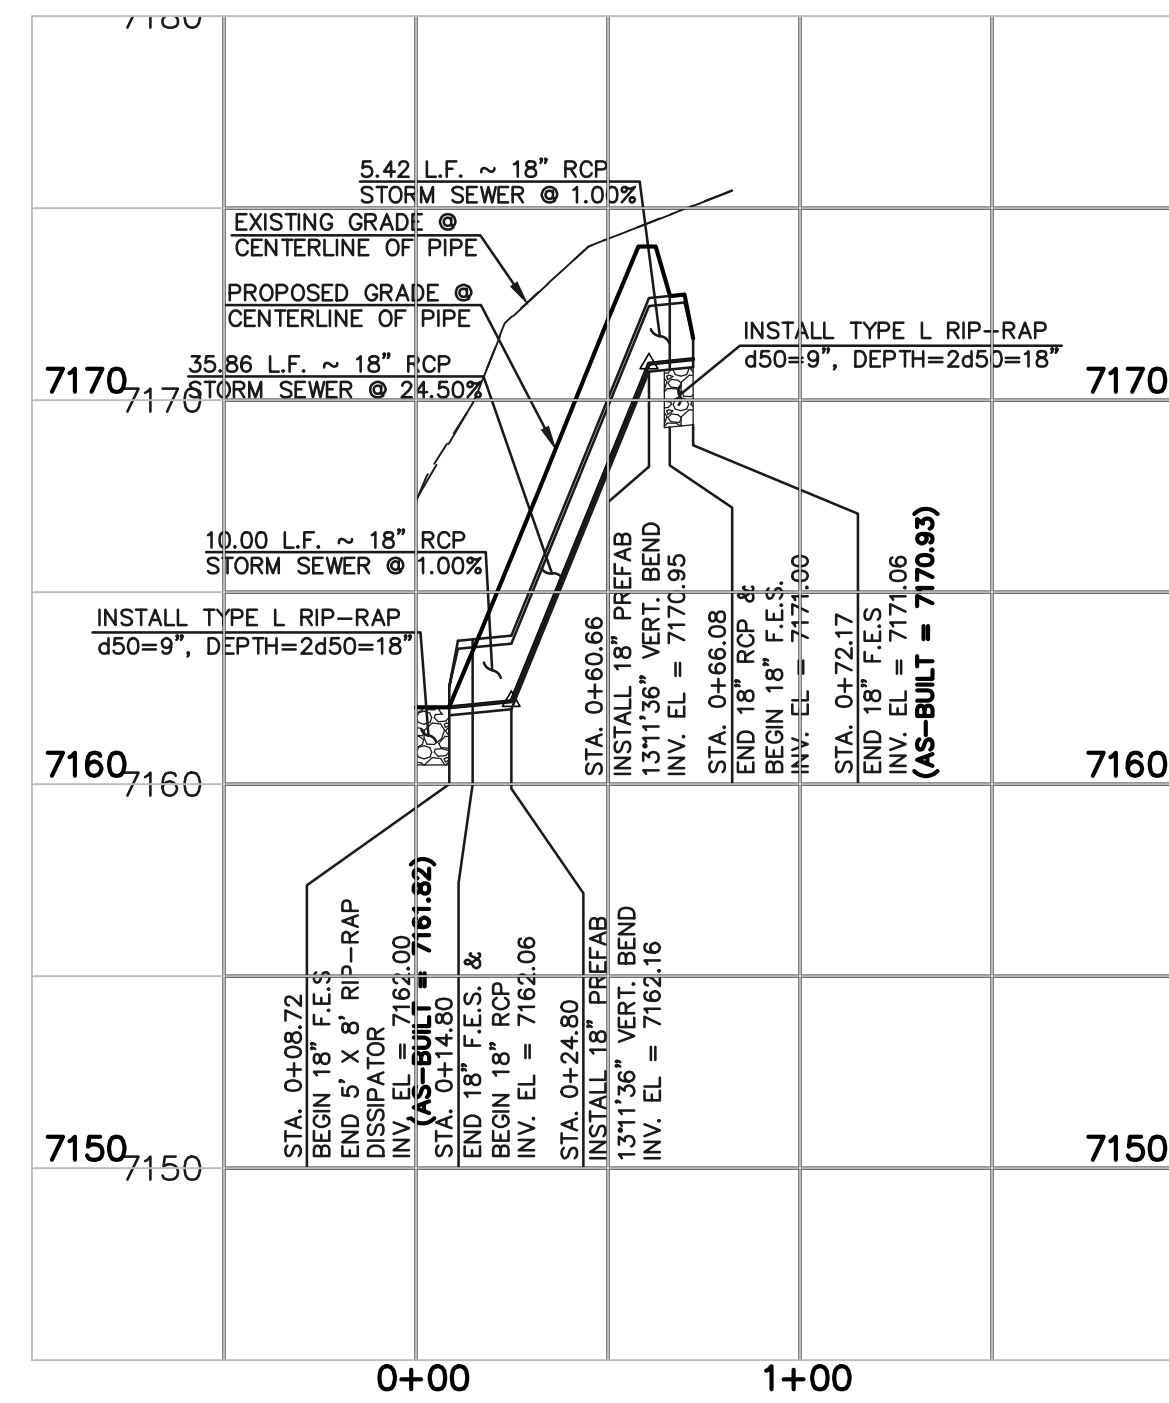 7180
5.42 L.F. ~ 18" RCP
STORM SEWER @ 1.00%
EXISTING GRADE @
CENTERLINE OF PIPE
PROPOSED GRADE @
CENTERLINE OF PIPE
INSTALL TYPE L RIP-RAP
d50=9", DEPTH=2d50=18"
35.86 L.F. ~ 18" RCP
STORM SEWER @ 24.50%
7170
7170
7170
10.00 L.F. ~ 18" RCP
STORM SEWER @ 1.00%
INSTALL TYPE L RIP-RAP
d50=9", DEPTH=2d50=18"
STA. 0+60.66
INSTALL 18" PREFAB
13°11'36" VERT. BEND
INV. EL = 7170.95
STA. 0+66.08
END 18" RCP &
BEGIN 18" F.E.S.
INV. EL = 7171.00
STA. 0+72.17
END 18" F.E.S
INV. EL = 7171.06
(AS-BUILT = 7170.93)
7160
7160
7160
STA. 0+08.72
BEGIN 18" F.E.S
END 5' X 8' RIP-RAP
DISSIPATOR
INV. EL = 7162.00
(AS-BUILT = 7161.82)
STA. 0+14.80
END 18" F.E.S. &
BEGIN 18" RCP
INV. EL = 7162.06
STA. 0+24.80
INSTALL 18" PREFAB
13°11'36" VERT. BEND
INV. EL = 7162.16
7150
7150
7150
0+00
1+00